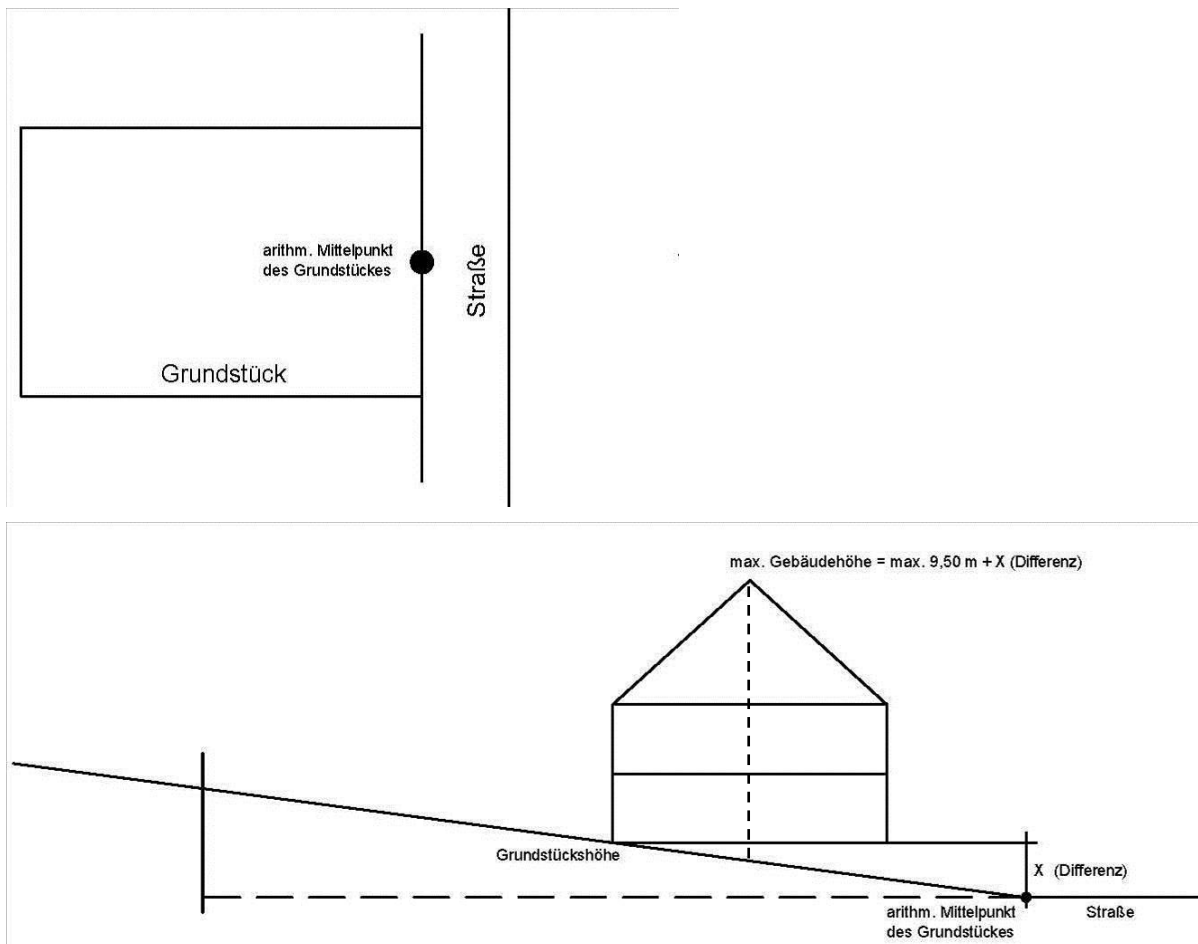 arithm. Mittelpunkt
des Grundstückes
Straße
Grundstück
max. Gebäudehöhe = max. 9,50 m + X (Differenz)
Grundstückshöhe
X (Differenz)
arithm. Mittelpunkt
des Grundstückes
Straße